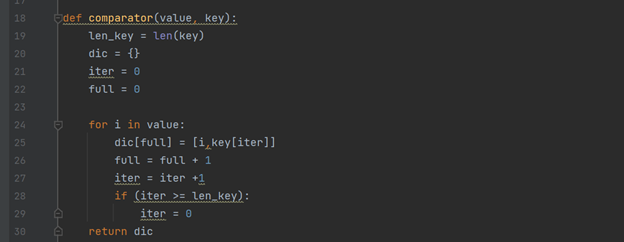 18 def comparator(value, key):
19 len_key = len(key)
20 dic = {}
21 iter = 0
22 full = 0
23
24 for i in value:
25 dic[full] = [i,key[iter]]
26 full = full + 1
27 iter = iter +1
28 if (iter >= len_key):
29 iter = 0
30 return dic